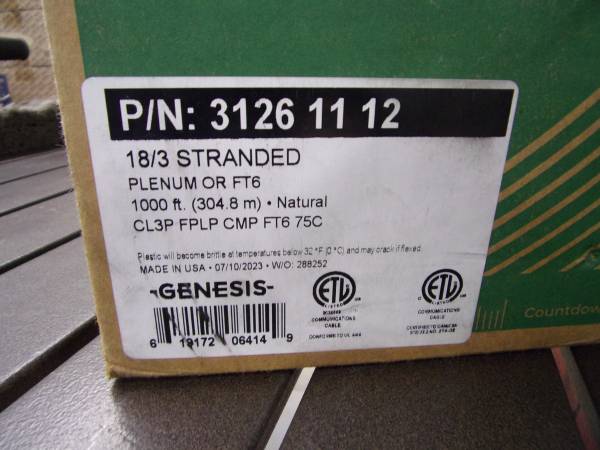 P/N: 3126 11 12
18/3 STRANDED
PLENUM OR FT6
1000 ft. (304.8 m) • Natural
CL3P FPLP CMP FT6 75C
Plastic will become brittle at temperatures below 32 °F (0 °C) and may crack if flexed.
MADE IN USA • 07/10/2023 • W/O: 288252
GENESIS
ETL
ETL
COMMUNICATIONS
CABLE
COMMUNICATIONS
CABLE
6 19172 06414 9
Countdow